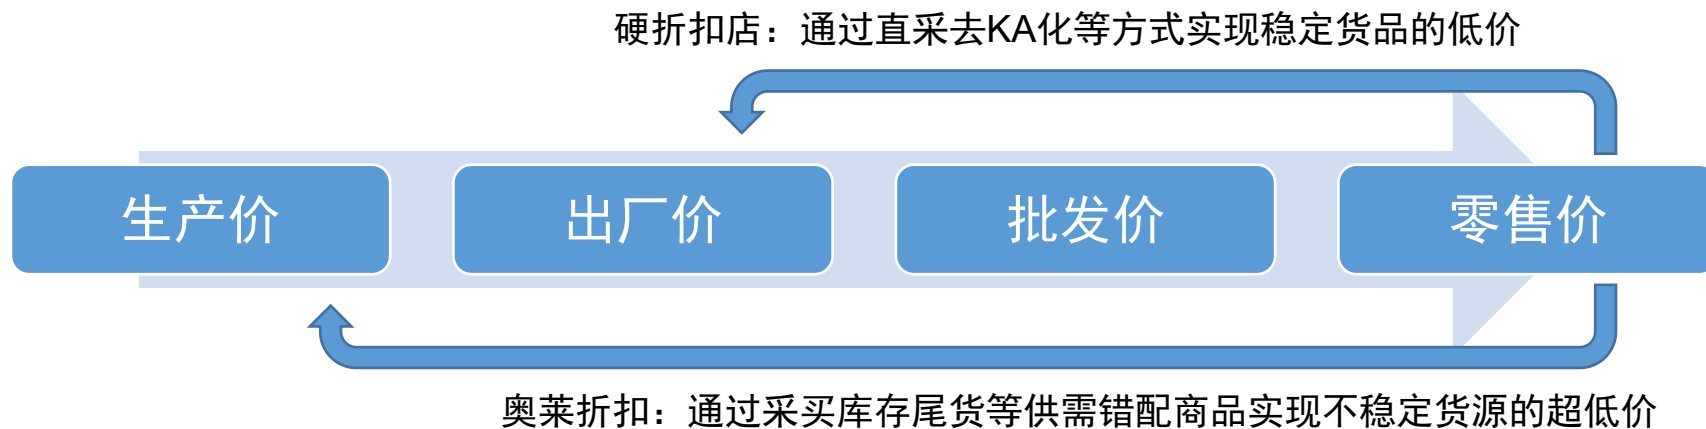 硬折扣店：通过直采去KA化等方式实现稳定货品的低价
生产价
出厂价
批发价
零售价
奥莱折扣：通过采买库存尾货等供需错配商品实现不稳定货源的超低价